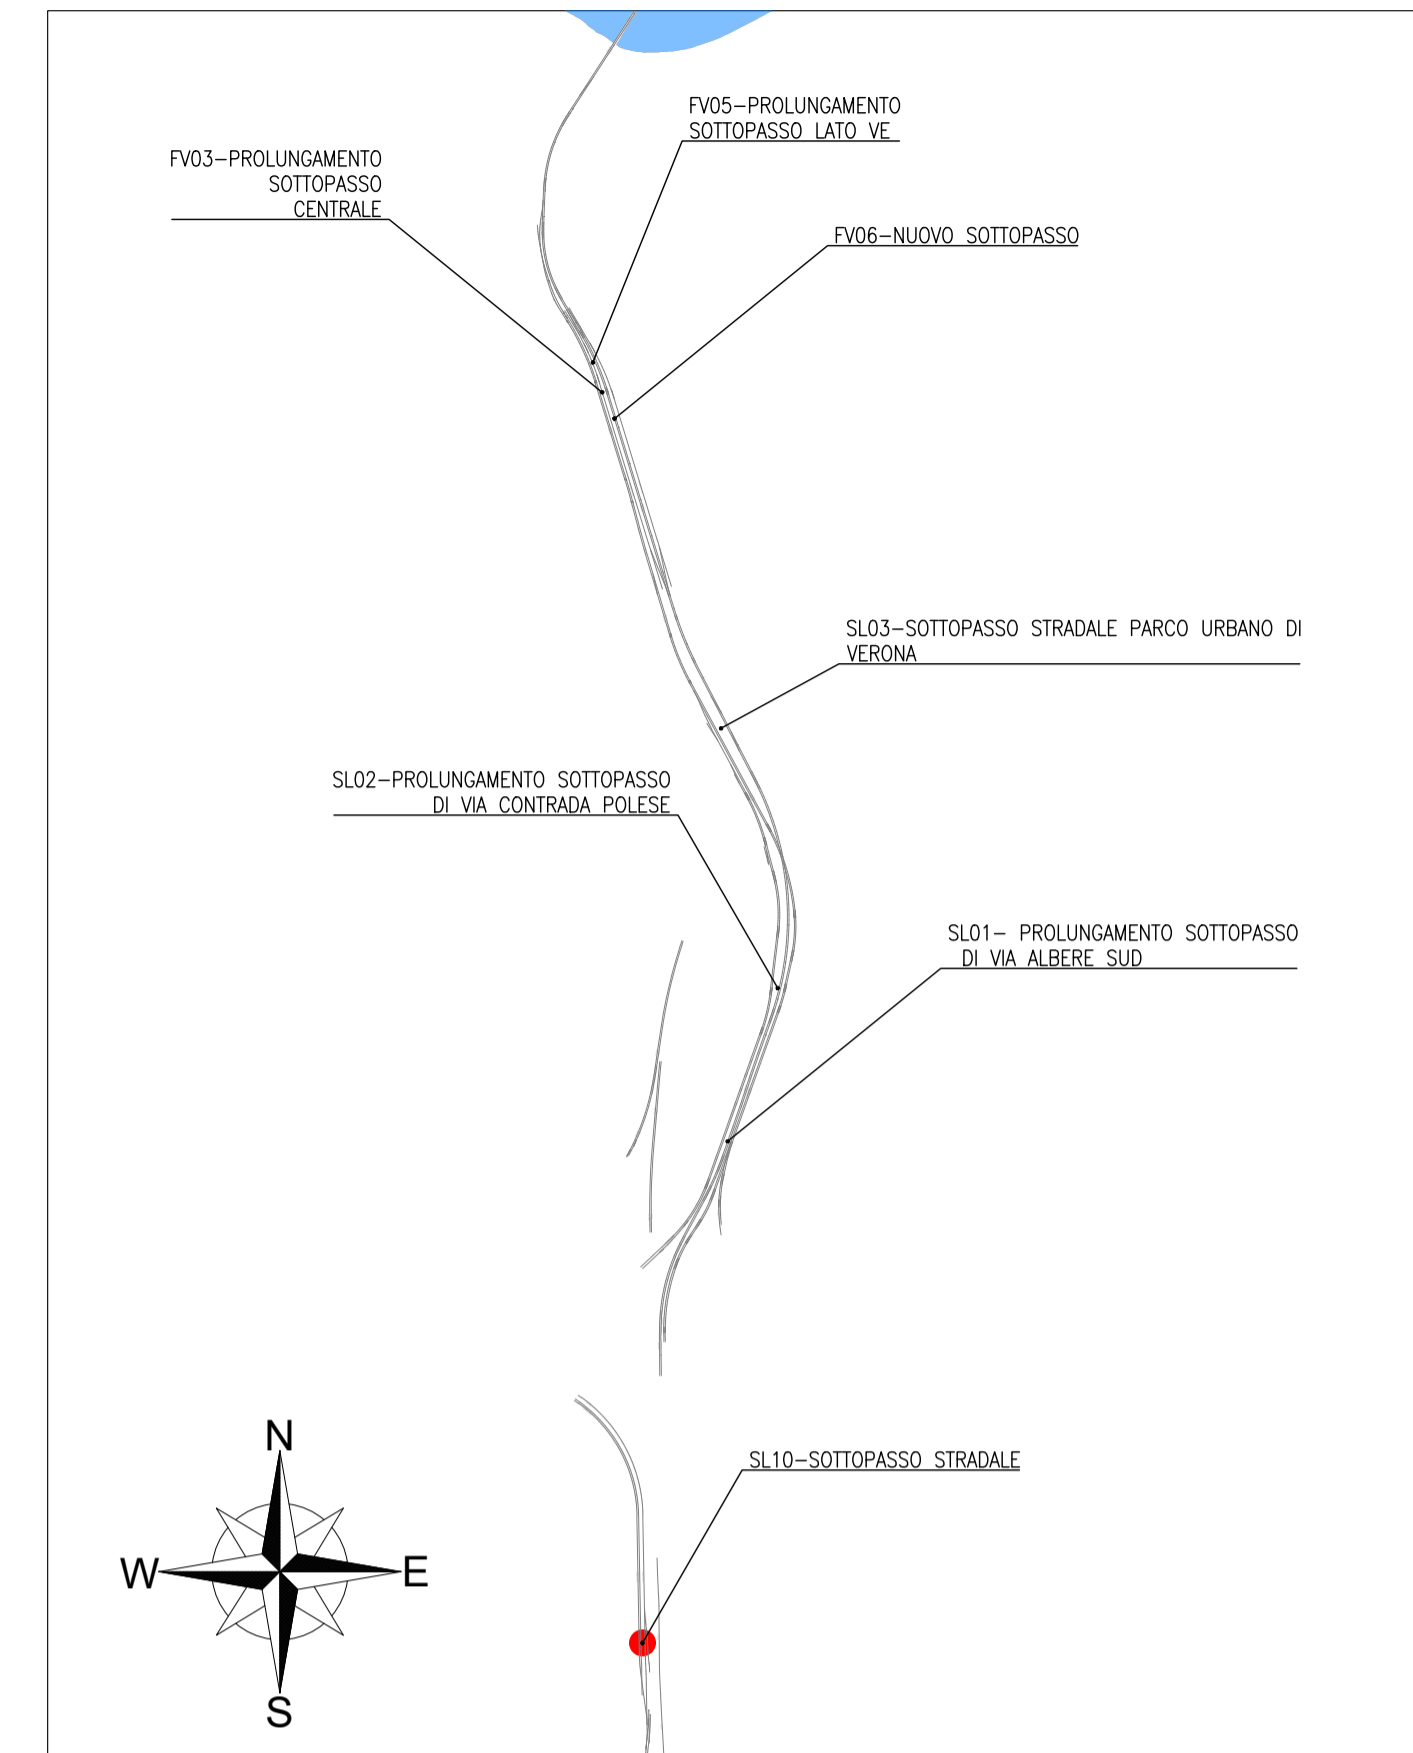 FV05-PROLUNGAMENTO
SOTTOPASSO LATO VE
FV03-PROLUNGAMENTO
SOTTOPASSO
CENTRALE
FV06-NUOVO SOTTOPASSO
SL03-SOTTOPASSO STRADALE PARCO URBANO DI
VERONA
SL02-PROLUNGAMENTO SOTTOPASSO
DI VIA CONTRADA POLESE
SL01- PROLUNGAMENTO SOTTOPASSO
DI VIA ALBERE SUD
SL10-SOTTOPASSO STRADALE
N
W
E
S